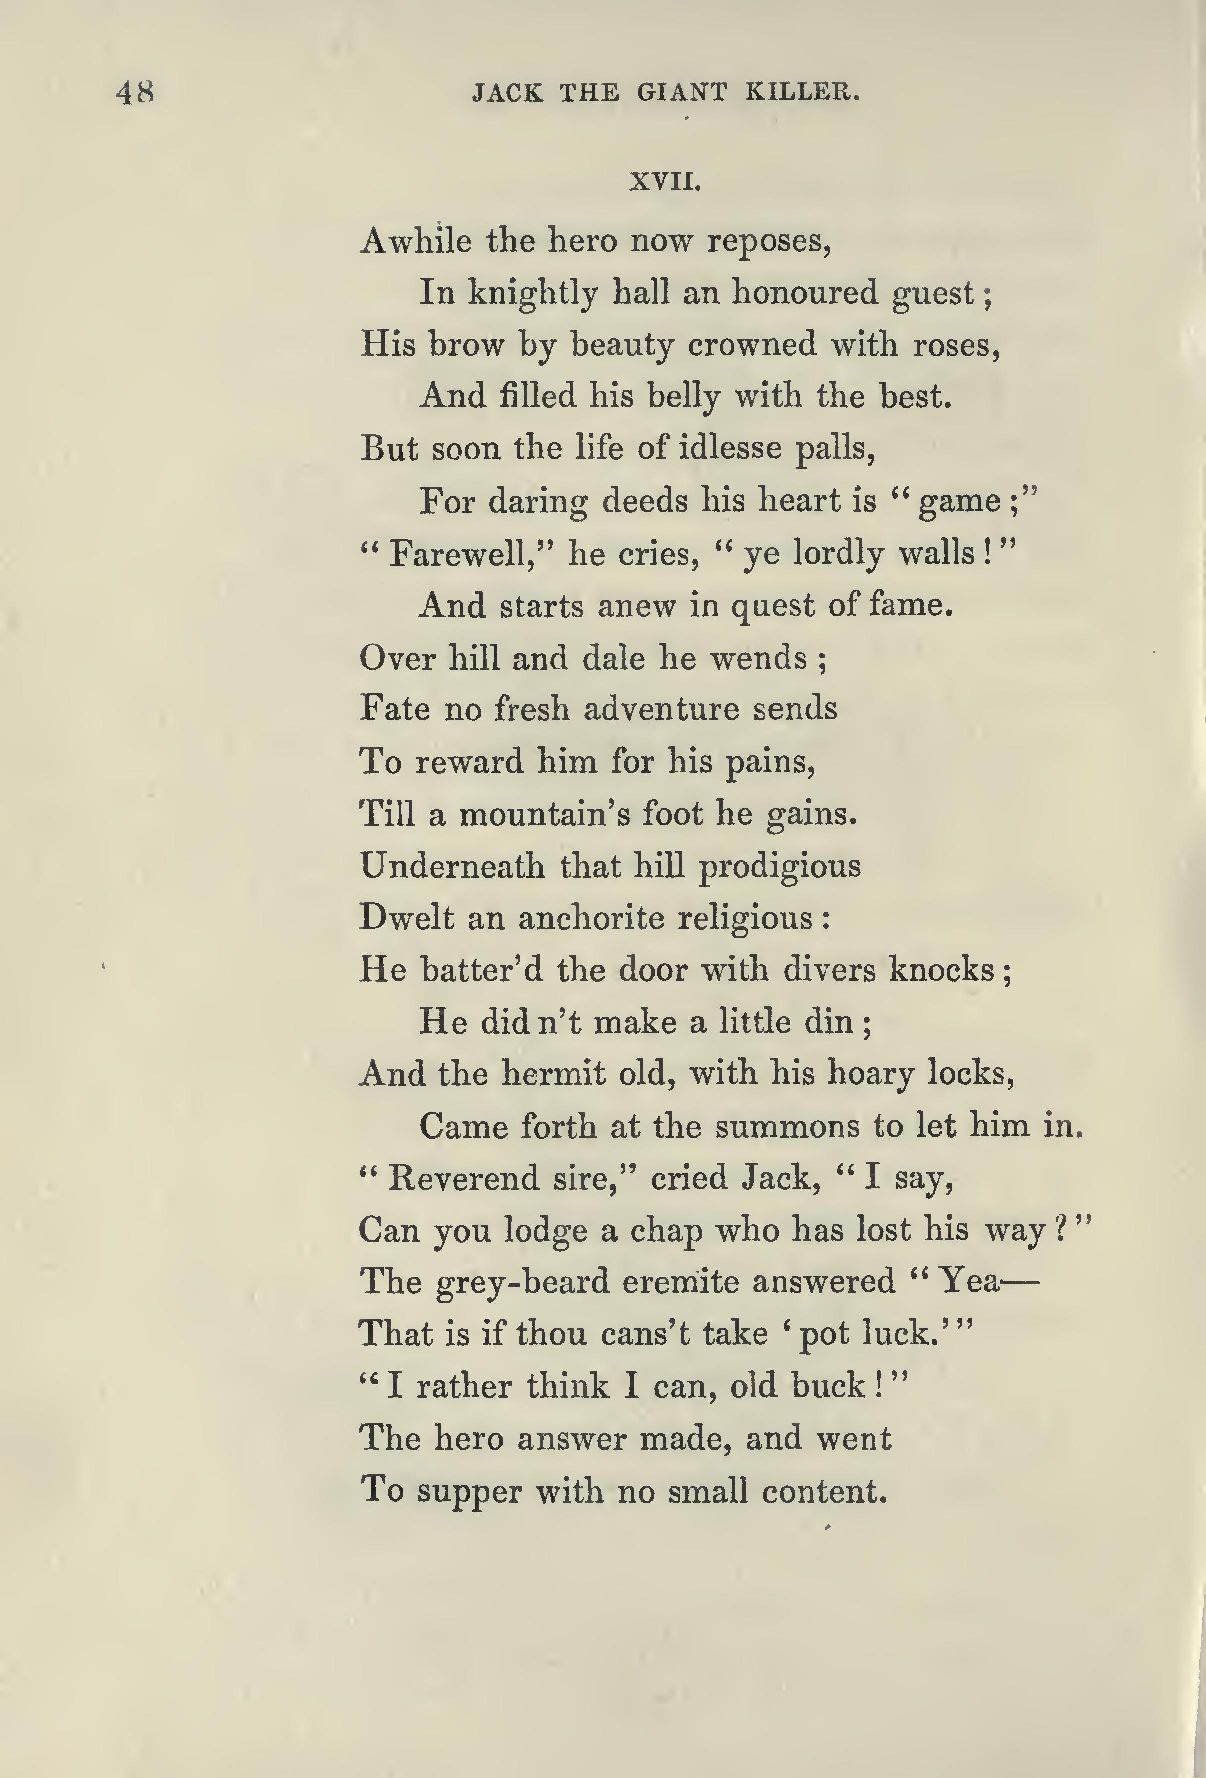 48 JACK THE GIANT KILLER.
XVII.
Awhile the hero now reposes,
In knightly hall an honoured guest;
His brow by beauty crowned with roses,
And filled his belly with the best.
But soon the life of idlesse palls,
For daring deeds his heart is "game;"
"Farewell," he cries, "ye lordly walls!"
And starts anew in quest of fame.
Over hill and dale he wends;
Fate no fresh adventure sends
To reward him for his pains,
Till a mountain's foot he gains.
Underneath that hill prodigious
Dwelt an anchorite religious:
He batter'd the door with divers knocks;
He didn't make a little din;
And the hermit old, with his hoary locks,
Came forth at the summons to let him in.
"Reverend sire," cried Jack, "I say,
Can you lodge a chap who has lost his way?"
The grey-beard eremite answered "Yea—
That is if thou cans't take 'pot luck.'"
"I rather think I can, old buck!"
The hero answer made, and went
To supper with no small content.